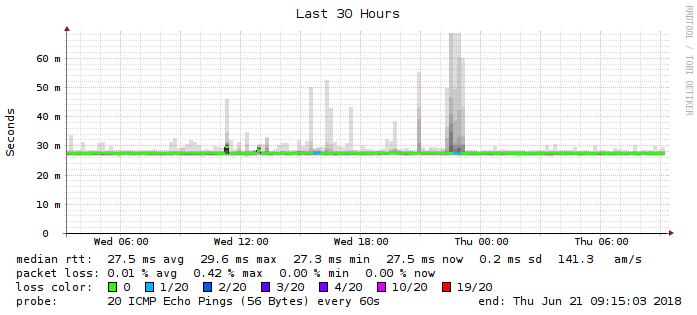 Last 30 Hours
RRDTOOL / TOBI OETIKER
Seconds
60 m
50 m
40 m
30 m
20 m
10 m
0
Wed 06:00 Wed 12:00 Wed 18:00 Thu 00:00 Thu 06:00
median rtt: 27.5 ms avg 29.6 ms max 27.3 ms min 27.5 ms now 0.2 ms sd 141.3 am/s
packet loss: 0.01 % avg 0.42 % max 0.00 % min 0.00 % now
loss color: 0 1/20 2/20 3/20 4/20 10/20 19/20
probe: 20 ICMP Echo Pings (56 Bytes) every 60s end: Thu Jun 21 09:15:03 2018